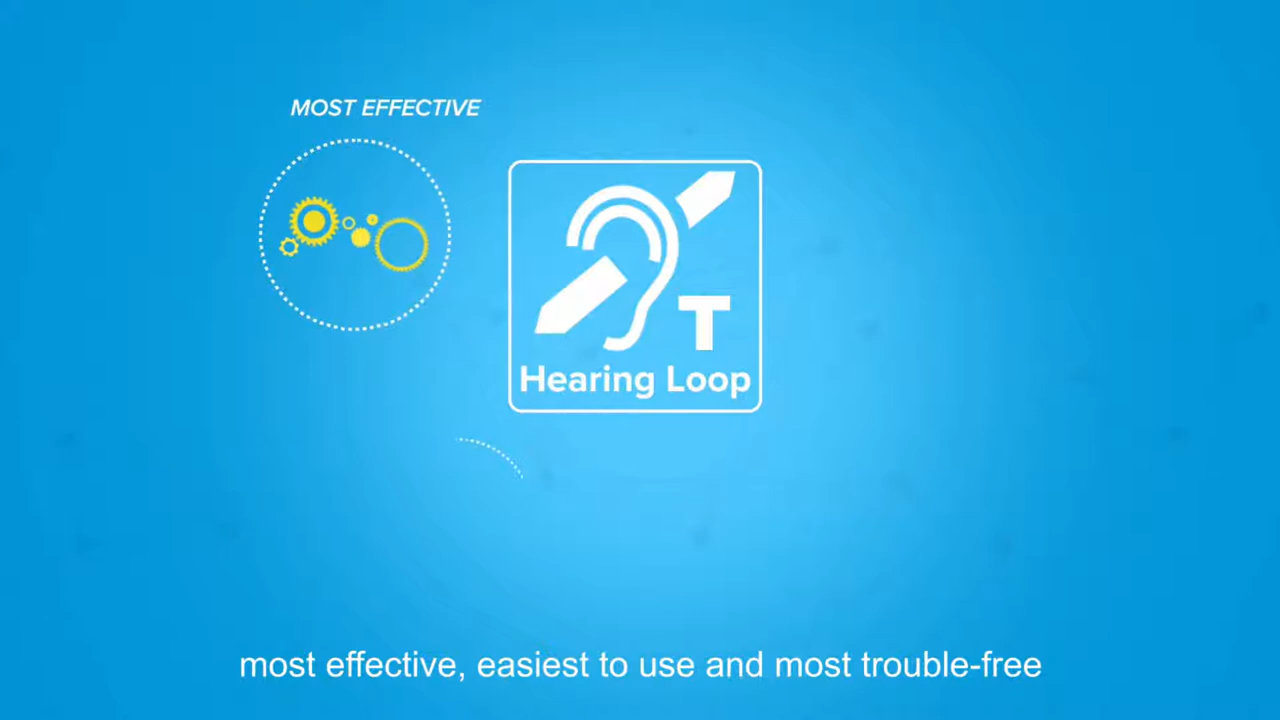 MOST EFFECTIVE
T
Hearing Loop
most effective, easiest to use and most trouble-free